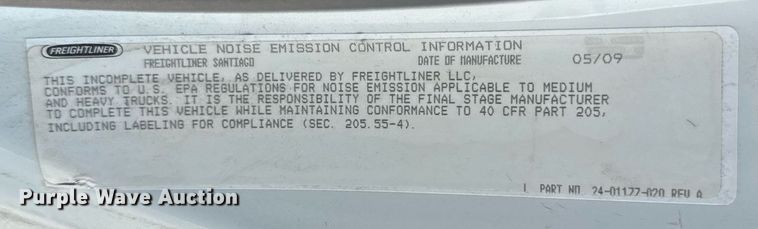 FREIGHTLINER VEHICLE NOISE EMISSION CONTROL INFORMATION
FREIGHTLINER SANTIAGO DATE OF MANUFACTURE 05/09
THIS INCOMPLETE VEHICLE, AS DELIVERED BY FREIGHTLINER LLC,
CONFORMS TO U.S. EPA REGULATIONS FOR NOISE EMISSION APPLICABLE TO MEDIUM
AND HEAVY TRUCKS. IT IS THE RESPONSIBILITY OF THE FINAL STAGE MANUFACTURER
TO COMPLETE THIS VEHICLE WHILE MAINTAINING CONFORMANCE TO 40 CFR PART 205,
INCLUDING LABELING FOR COMPLIANCE (SEC. 205.55-4).
PART NO. 24-01177-020 REV A
Purple Wave Auction